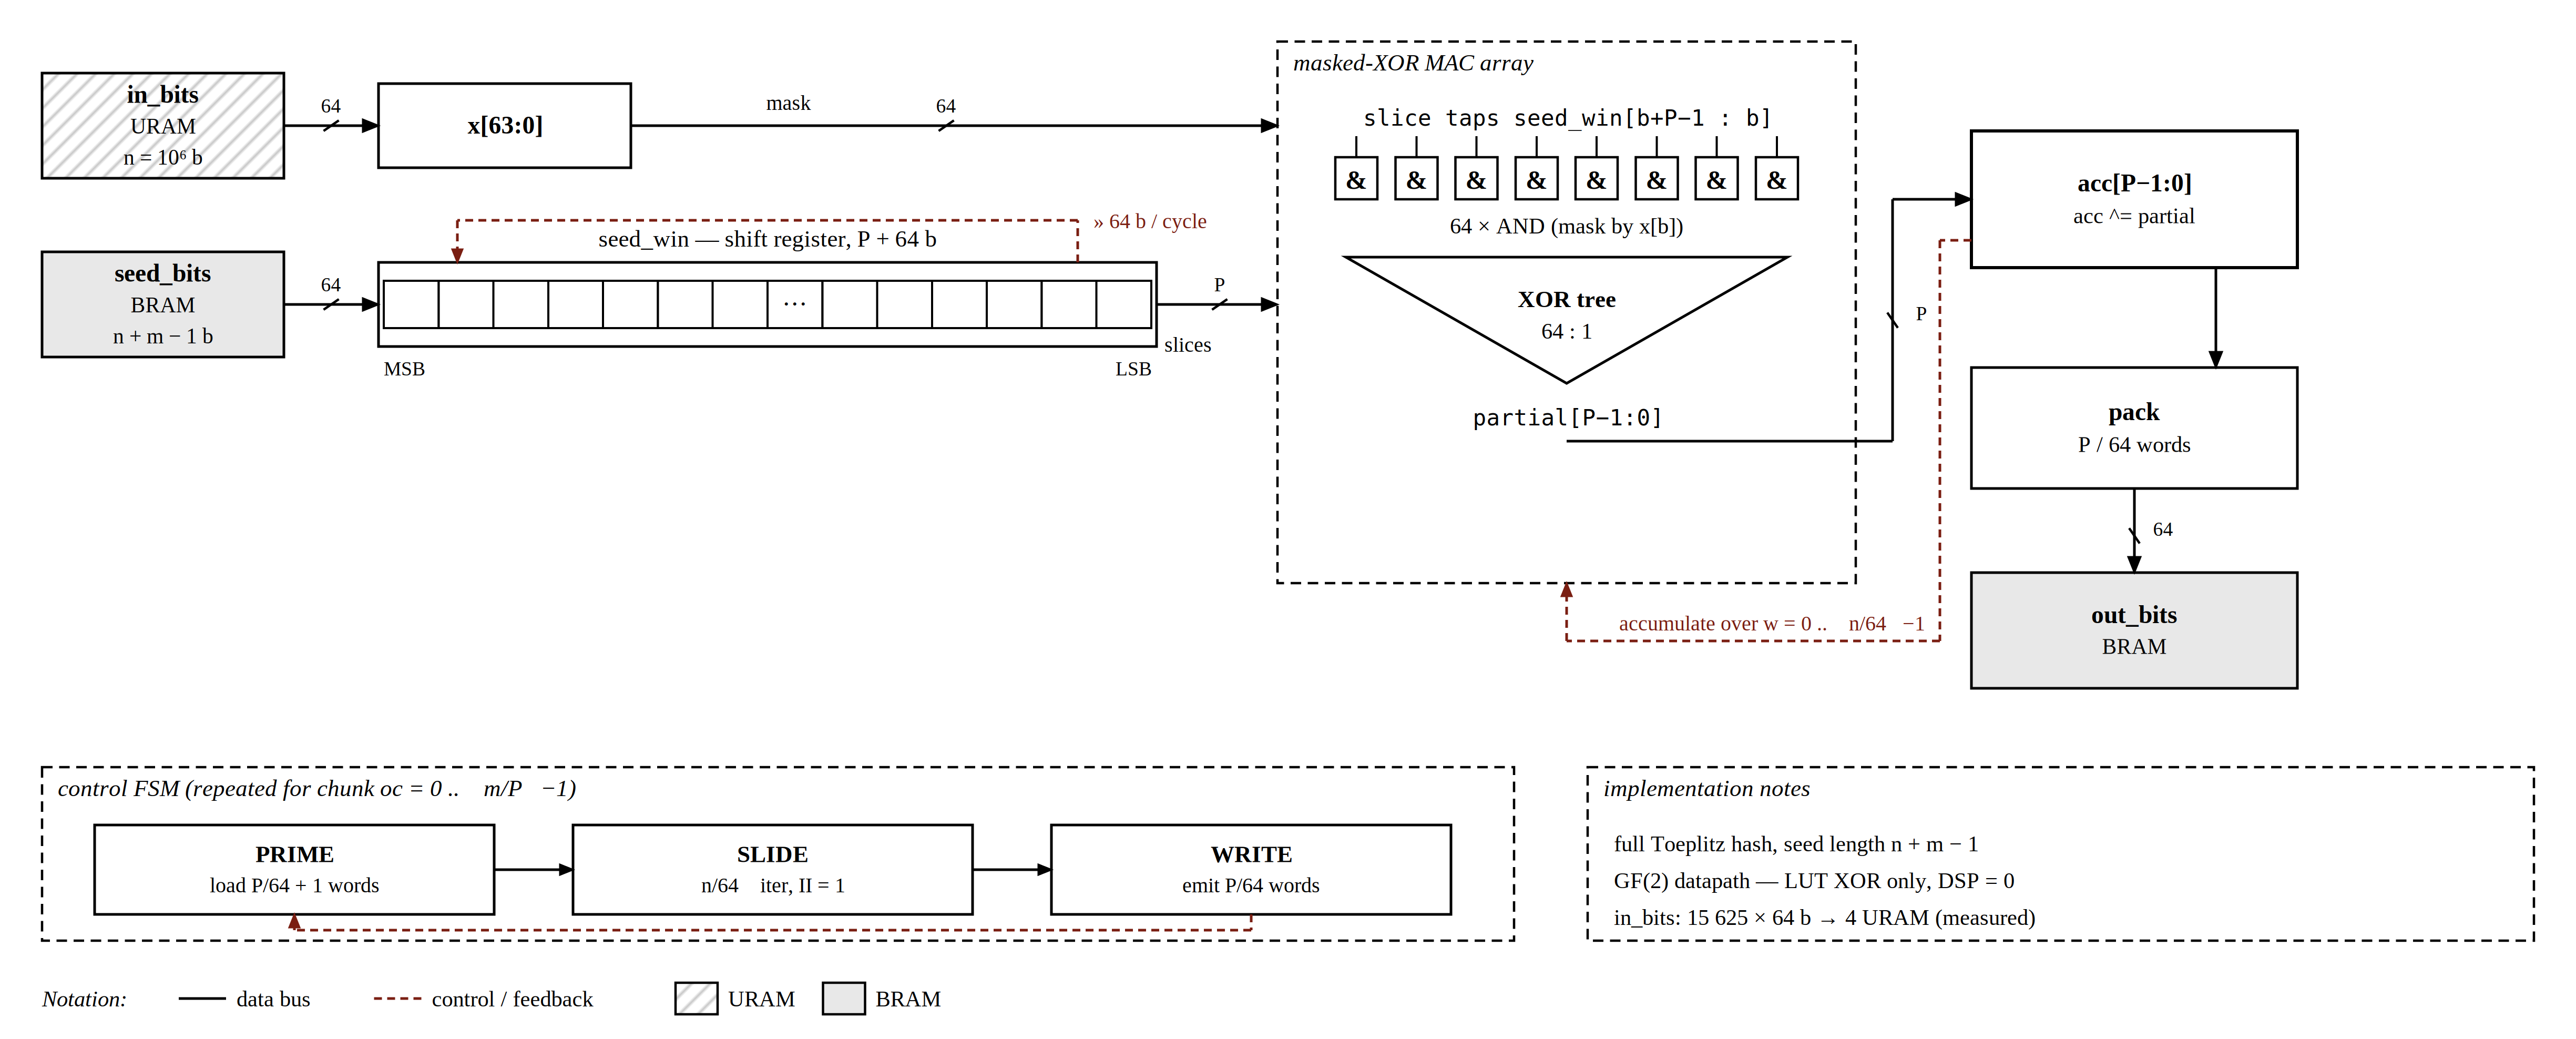 in_bits
URAM
n = 10⁶ b
64
x[63:0]
mask
64
seed_bits
BRAM
n + m − 1 b
64
» 64 b / cycle
seed_win — shift register, P + 64 b
…
MSB
LSB
P
slices
masked-XOR MAC array
slice taps seed_win[b+P−1 : b]
& & & & & & & &
64 × AND (mask by x[b])
XOR tree
64 : 1
partial[P−1:0]
P
acc[P−1:0]
acc ^= partial
pack
P / 64 words
64
out_bits
BRAM
accumulate over w = 0 .. n/64 −1
control FSM (repeated for chunk oc = 0 .. m/P −1)
PRIME
load P/64 + 1 words
SLIDE
n/64 iter, II = 1
WRITE
emit P/64 words
implementation notes
full Toeplitz hash, seed length n + m − 1
GF(2) datapath — LUT XOR only, DSP = 0
in_bits: 15 625 × 64 b → 4 URAM (measured)
Notation: data bus control / feedback URAM BRAM